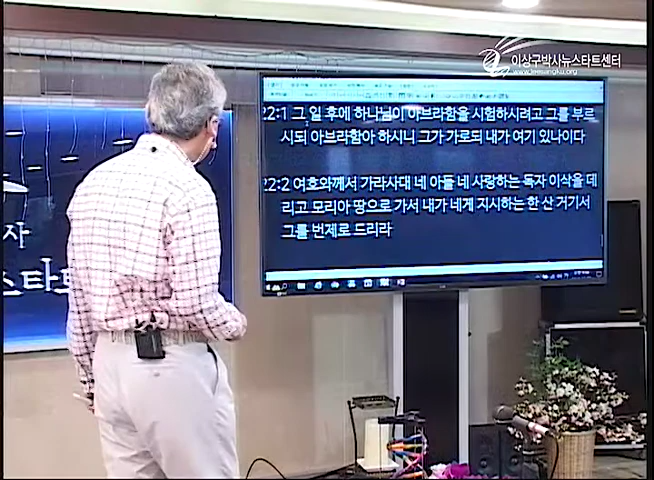 이상구박사뉴스타트센터
www.leesangku.org
22:1 그 일 후에 하나님이 아브라함을 시험하시려고 그를 부르
시되 아브라함아 하시니 그가 가로되 내가 여기 있나이다
22:2 여호와께서 가라사대 네 아들 네 사랑하는 독자 이삭을 데
리고 모리아 땅으로 가서 내가 네게 지시하는 한 산 거기서
그를 번제로 드리라
자
스타트